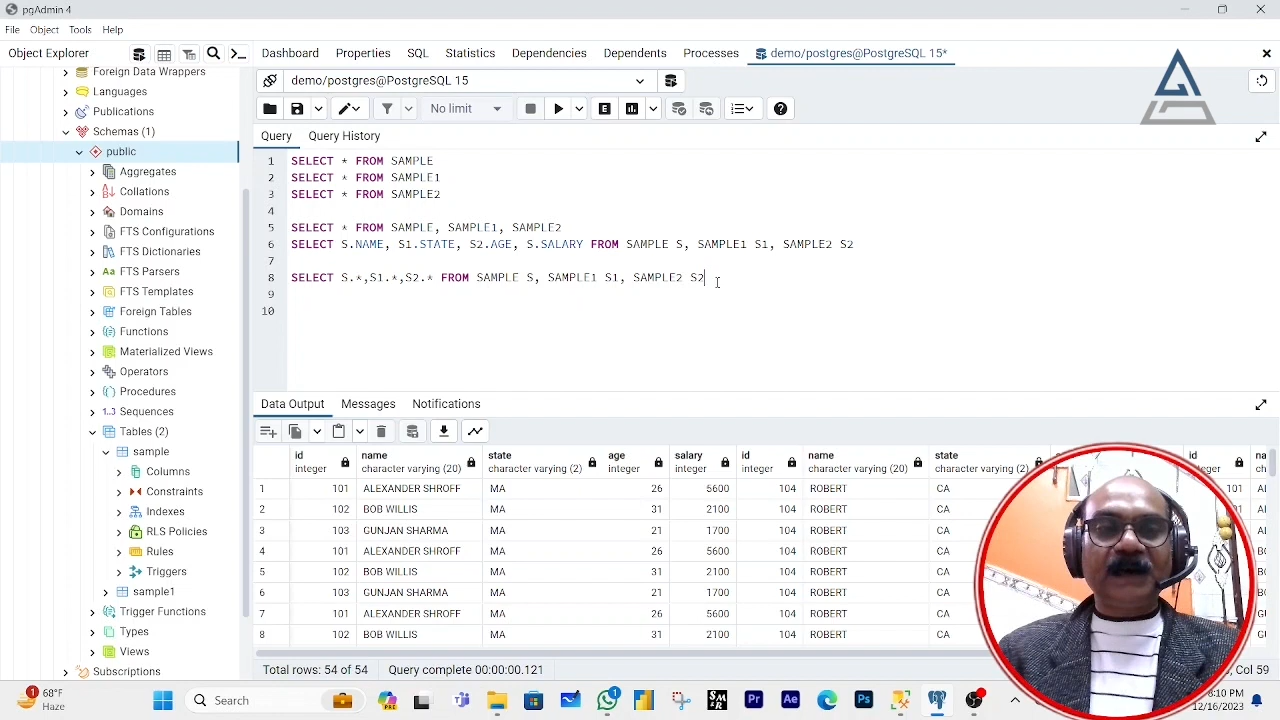 pgAdmin 4
File Object Tools Help
Object Explorer
Dashboard Properties SQL Statistics Dependencies Dependents Processes demo/postgres@PostgreSQL 15*
Foreign Data Wrappers
Languages
Publications
Schemas (1)
public
Aggregates
Collations
Domains
FTS Configurations
FTS Dictionaries
Aa FTS Parsers
FTS Templates
Foreign Tables
Functions
Materialized Views
Operators
Procedures
1..3 Sequences
Tables (2)
sample
Columns
Constraints
Indexes
RLS Policies
Rules
Triggers
sample1
Trigger Functions
Types
Views
Subscriptions
demo/postgres@PostgreSQL 15
No limit
E
Query Query History
1 SELECT * FROM SAMPLE
2 SELECT * FROM SAMPLE1
3 SELECT * FROM SAMPLE2
4
5 SELECT * FROM SAMPLE, SAMPLE1, SAMPLE2
6 SELECT S.NAME, S1.STATE, S2.AGE, S.SALARY FROM SAMPLE S, SAMPLE1 S1, SAMPLE2 S2
7
8 SELECT S.*,S1.*,S2.* FROM SAMPLE S, SAMPLE1 S1, SAMPLE2 S2
9
10
Data Output Messages Notifications
id name state age salary id name state id
integer character varying (20) character varying (2) integer integer integer character varying (20) character varying (2) integer
1 101 ALEXANDER SHROFF MA 26 5600 104 ROBERT CA 101
2 102 BOB WILLIS MA 31 2100 104 ROBERT CA
3 103 GUNJAN SHARMA MA 21 1700 104 ROBERT CA
4 101 ALEXANDER SHROFF MA 26 5600 104 ROBERT CA
5 102 BOB WILLIS MA 31 2100 104 ROBERT CA
6 103 GUNJAN SHARMA MA 21 1700 104 ROBERT CA
7 101 ALEXANDER SHROFF MA 26 5600 104 ROBERT CA
8 102 BOB WILLIS MA 31 2100 104 ROBERT CA
Total rows: 54 of 54 Query complete 00:00:00.121 Col 59
1 68°F
Haze
Search
1
Pr Ae Ps
8:10 PM
12/16/2023